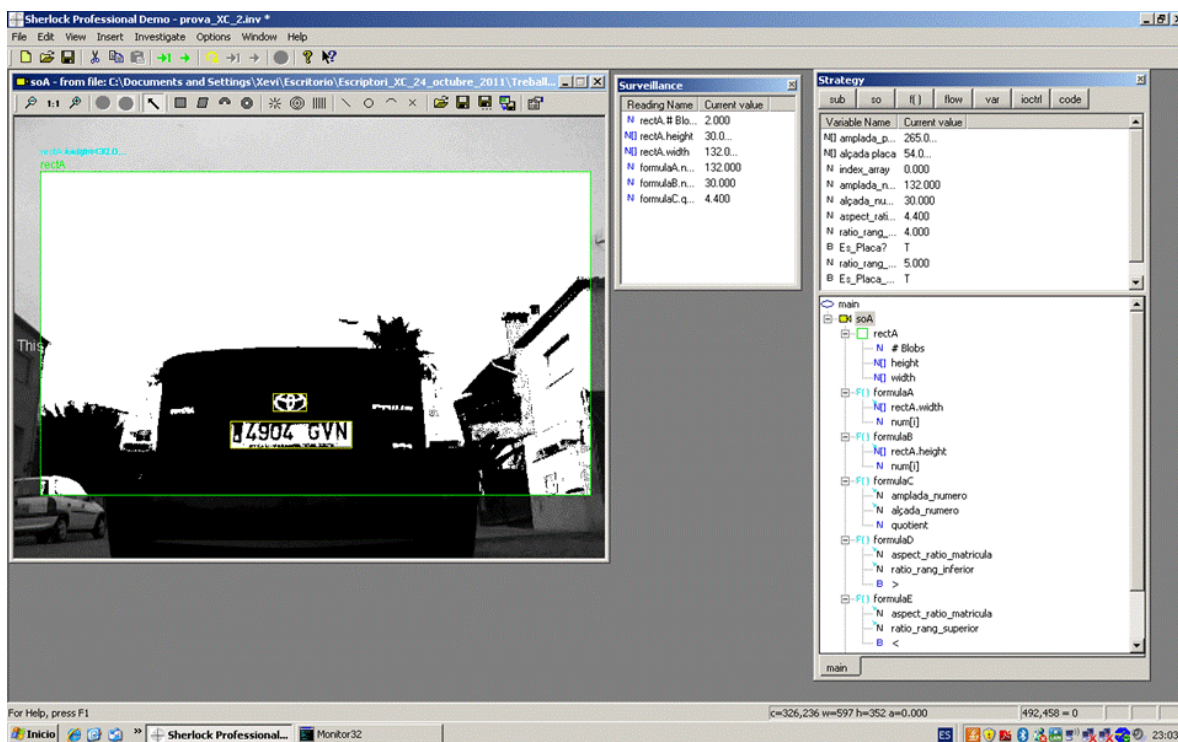 Sherlock Professional Demo - prova_XC_2.inv *
File Edit View Insert Investigate Options Window Help
soA - from file: C:\Documents and Settings\Xevi\Escritorio\Escriptori_XC_24_octubre_2011\Treball...
1:1
rectA
This
4904 GVN
Surveillance
Reading Name Current value
N rectA.# Blo... 2.000
N[] rectA.height 30.0...
N[] rectA.width 132.0...
N formulaA.n... 132.000
N formulaB.n... 30.000
N formulaC.q... 4.400
Strategy
sub so f() flow var ioctrl code
Variable Name Current value
N[] amplada_p... 265.0...
N[] alçada placa 54.0...
N index_array 0.000
N amplada_n... 132.000
N alçada_nu... 30.000
N aspect_rati... 4.400
N ratio_rang_... 4.000
B Es_Placa? T
N ratio_rang_... 5.000
B Es_Placa_... T
main
soA
rectA
N # Blobs
N[] height
N[] width
F() formulaA
N[] rectA.width
N num[i]
F() formulaB
N[] rectA.height
N num[i]
F() formulaC
N amplada_numero
N alçada_numero
N quotient
F() formulaD
N aspect_ratio_matricula
N ratio_rang_inferior
B >
F() formulaE
N aspect_ratio_matricula
N ratio_rang_superior
B <
main
For Help, press F1
c=326,236 w=597 h=352 a=0.000 492,458 = 0
Inicio » Sherlock Professional... Monitor32 ES 23:03